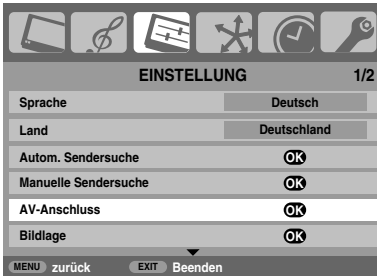 EINSTELLUNG 1/2
Sprache Deutsch
Land Deutschland
Autom. Sendersuche OK
Manuelle Sendersuche OK
AV-Anschluss OK
Bildlage OK
MENU zurück EXIT Beenden